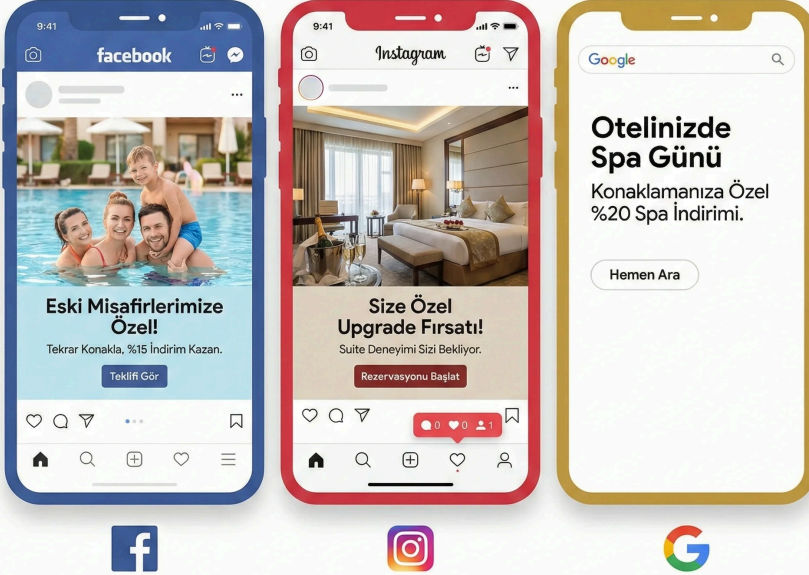 9:41
facebook
Eski Misafirlerimize
Özel!
Tekrar Konakla, %15 İndirim Kazan.
Teklifi Gör
9:41
Instagram
Size Özel
Upgrade Fırsatı!
Suite Deneyimi Sizi Bekliyor.
Rezervasyonu Başlat
0 0 1
Google
Otelinizde
Spa Günü
Konaklamanıza Özel
%20 Spa İndirimi.
Hemen Ara